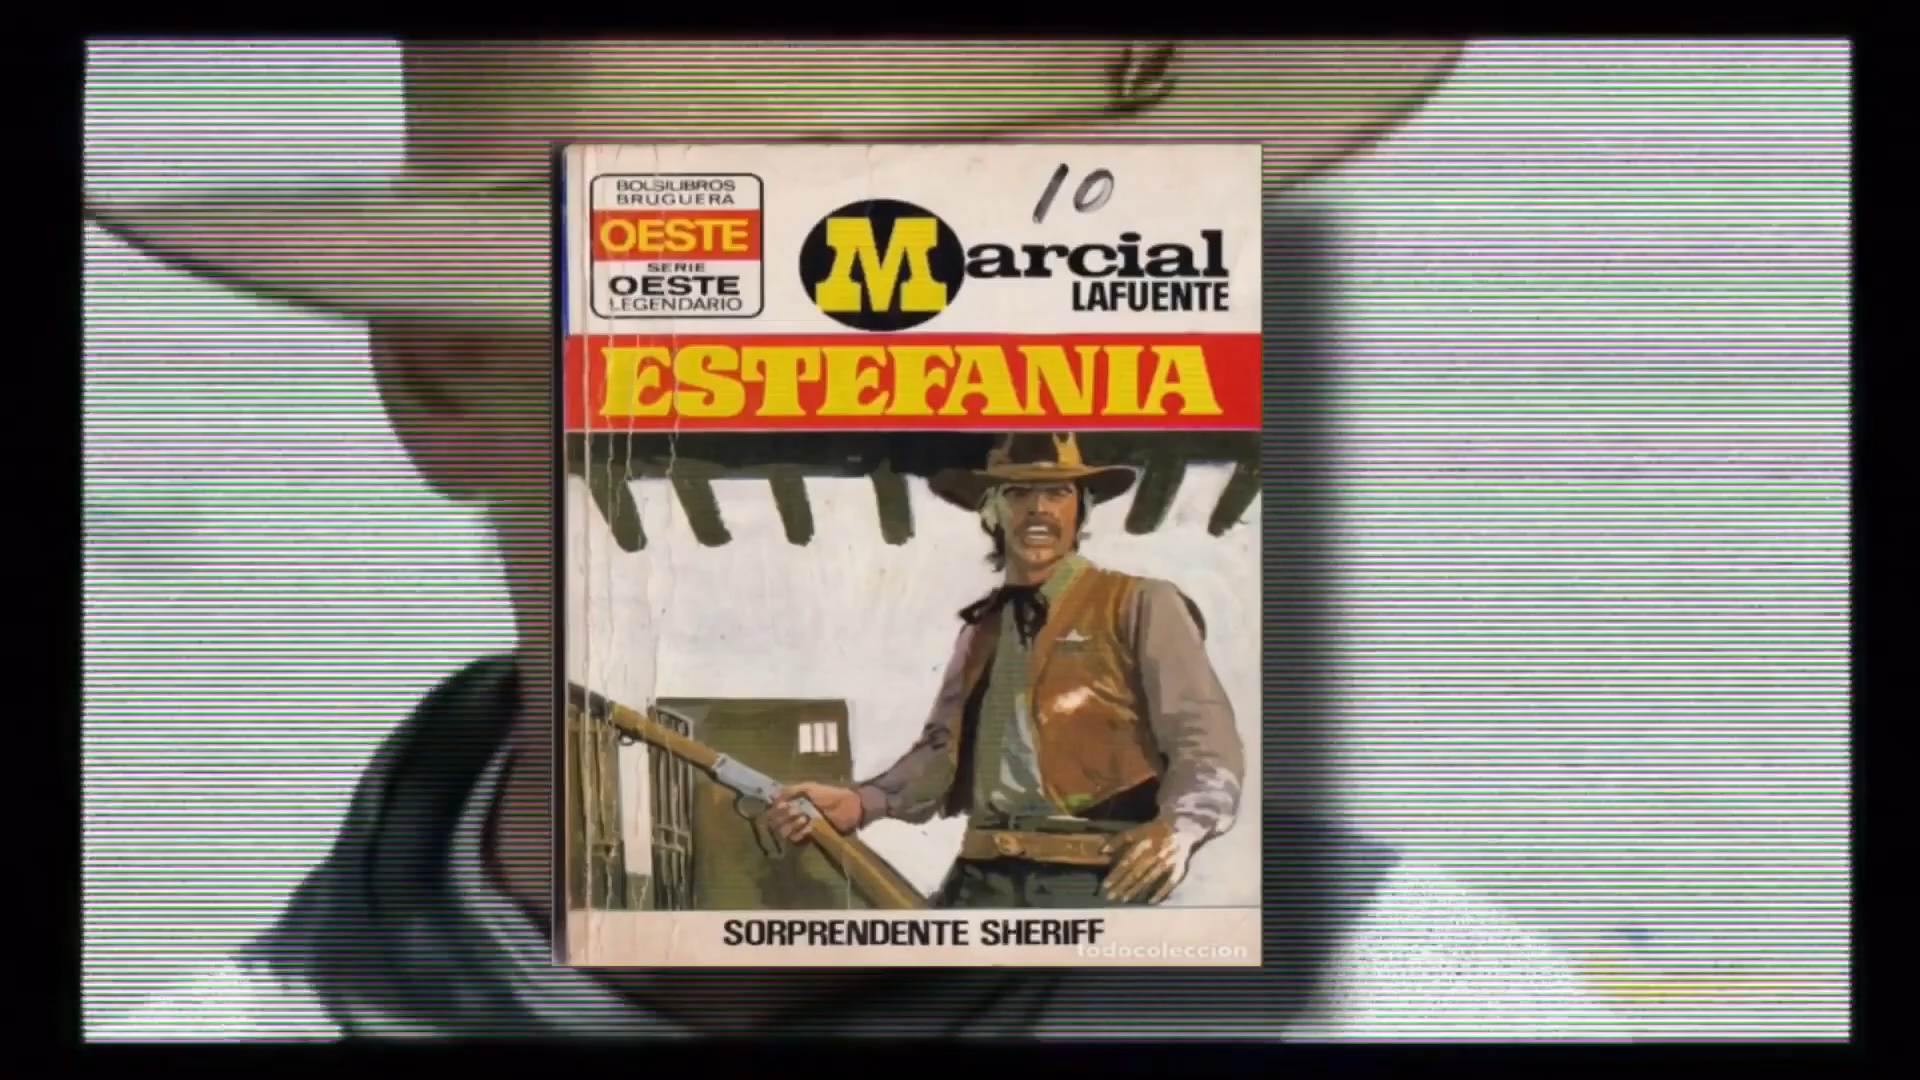 BOLSILIBROS
BRUGUERA
OESTE
SERIE
OESTE
LEGENDARIO
10
Marcial
LAFUENTE
ESTEFANIA
SORPRENDENTE SHERIFF
todocoleccion